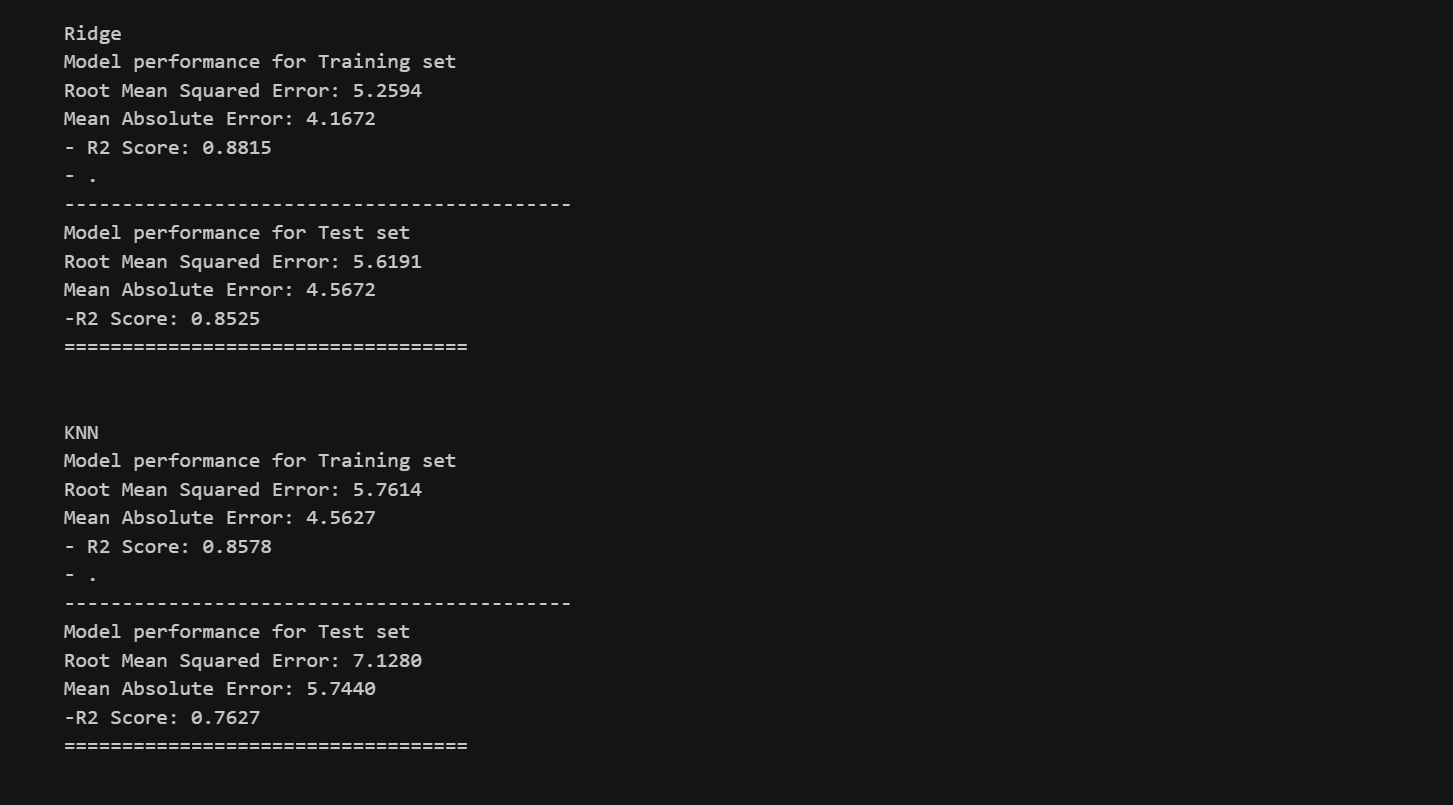 Ridge
Model performance for Training set
Root Mean Squared Error: 5.2594
Mean Absolute Error: 4.1672
- R2 Score: 0.8815
- .
--------------------------------------------
Model performance for Test set
Root Mean Squared Error: 5.6191
Mean Absolute Error: 4.5672
-R2 Score: 0.8525
===================================
KNN
Model performance for Training set
Root Mean Squared Error: 5.7614
Mean Absolute Error: 4.5627
- R2 Score: 0.8578
- .
--------------------------------------------
Model performance for Test set
Root Mean Squared Error: 7.1280
Mean Absolute Error: 5.7440
-R2 Score: 0.7627
===================================